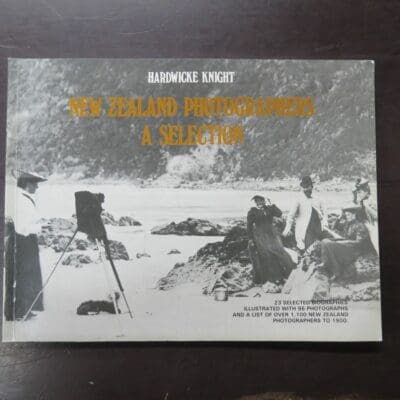 HARDWICKE KNIGHT
NEW ZEALAND PHOTOGRAPHERS
A SELECTION
23 SELECTED BIOGRAPHIES
ILLUSTRATED WITH 96 PHOTOGRAPHS
AND A LIST OF OVER 1,100 NEW ZEALAND
PHOTOGRAPHERS TO 1900.